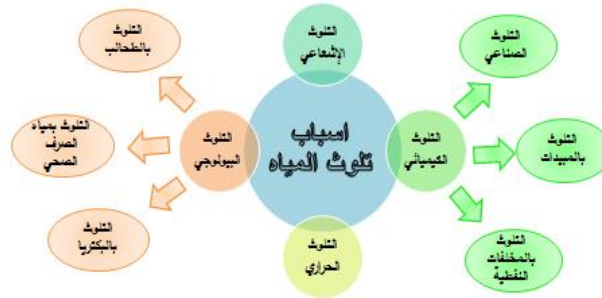 التلوث
الإشعاعي
التلوث
بالطحالب
التلوث
الصناعي
اسباب
تلوث المياه
التلوث
البيولوجي
التلوث
الكيميائي
التلوث بمياه
الصرف
الصحي
التلوث
بالمبيدات
التلوث
بالبكتريا
التلوث
الحراري
التلوث
بالمخلفات
النفطية